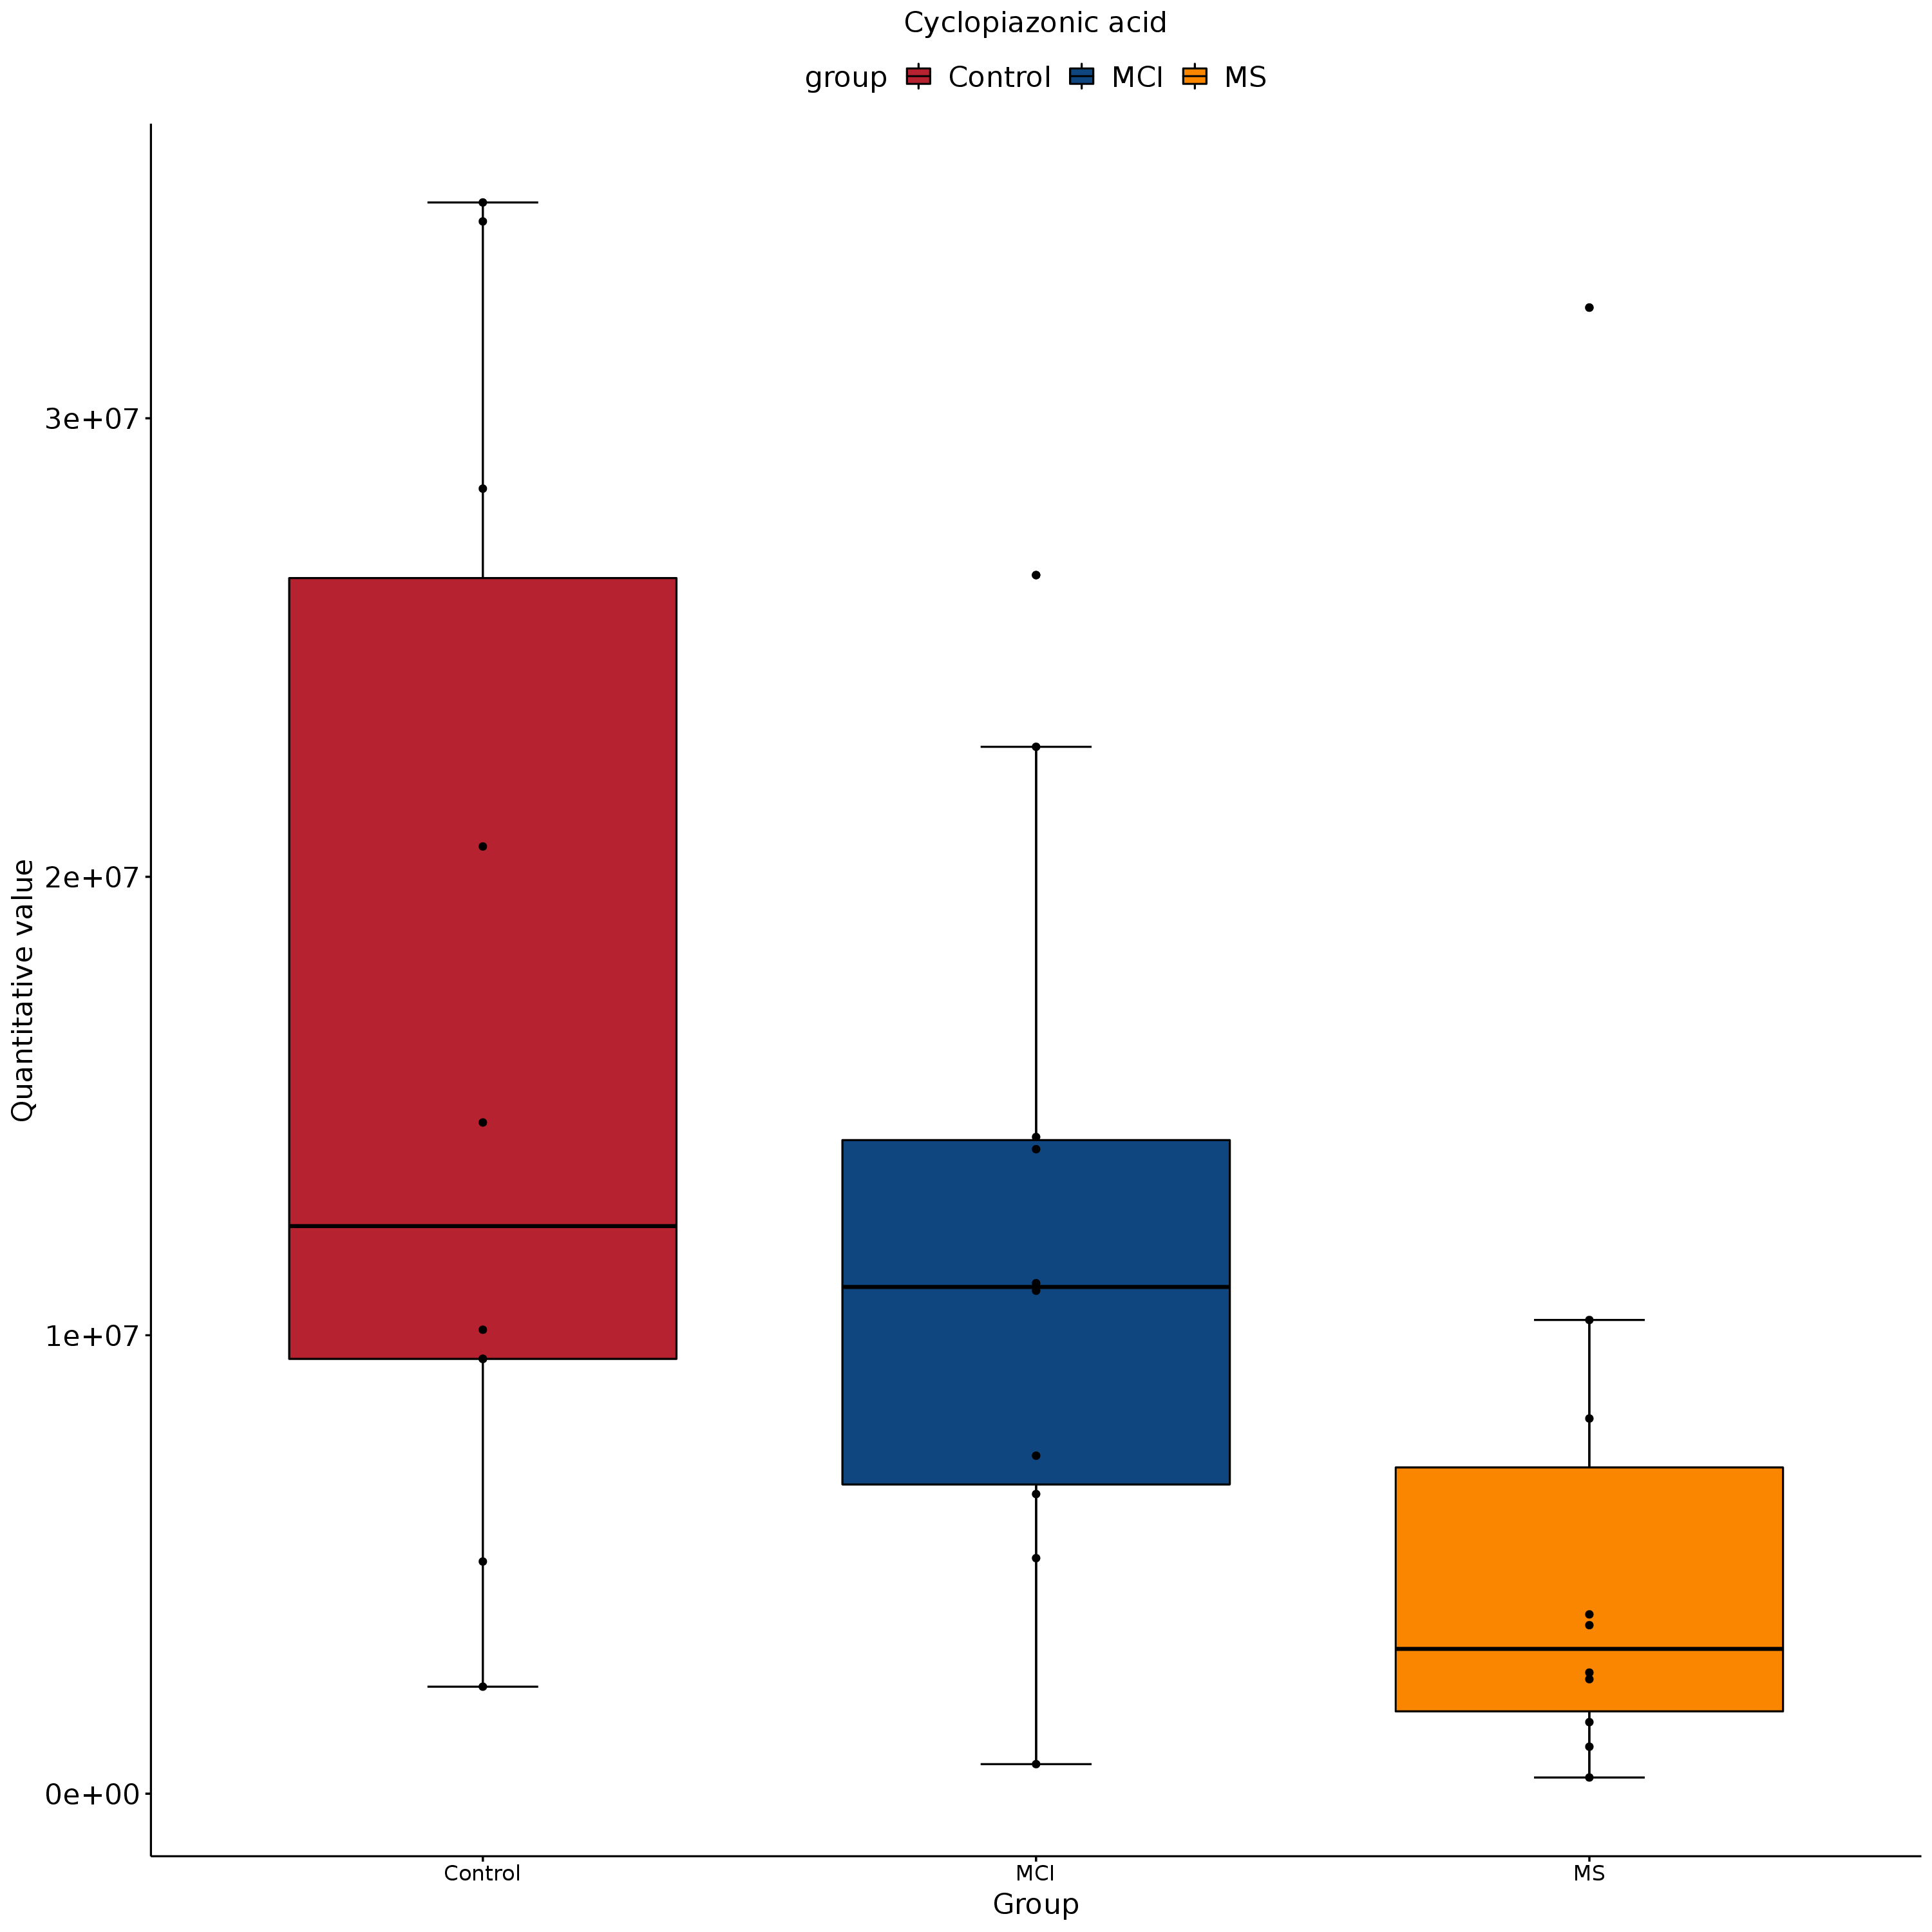 Cyclopiazonic acid
group Control MCI MS
Quantitative value
3e+07
2e+07
1e+07
0e+00
Control MCI MS
Group